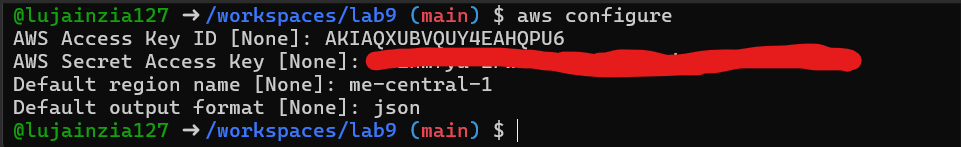 @lujainzia127 ➜ /workspaces/lab9 (main) $ aws configure
AWS Access Key ID [None]: AKIAQXUBVQUY4EAHQPU6
AWS Secret Access Key [None]:
Default region name [None]: me-central-1
Default output format [None]: json
@lujainzia127 ➜ /workspaces/lab9 (main) $